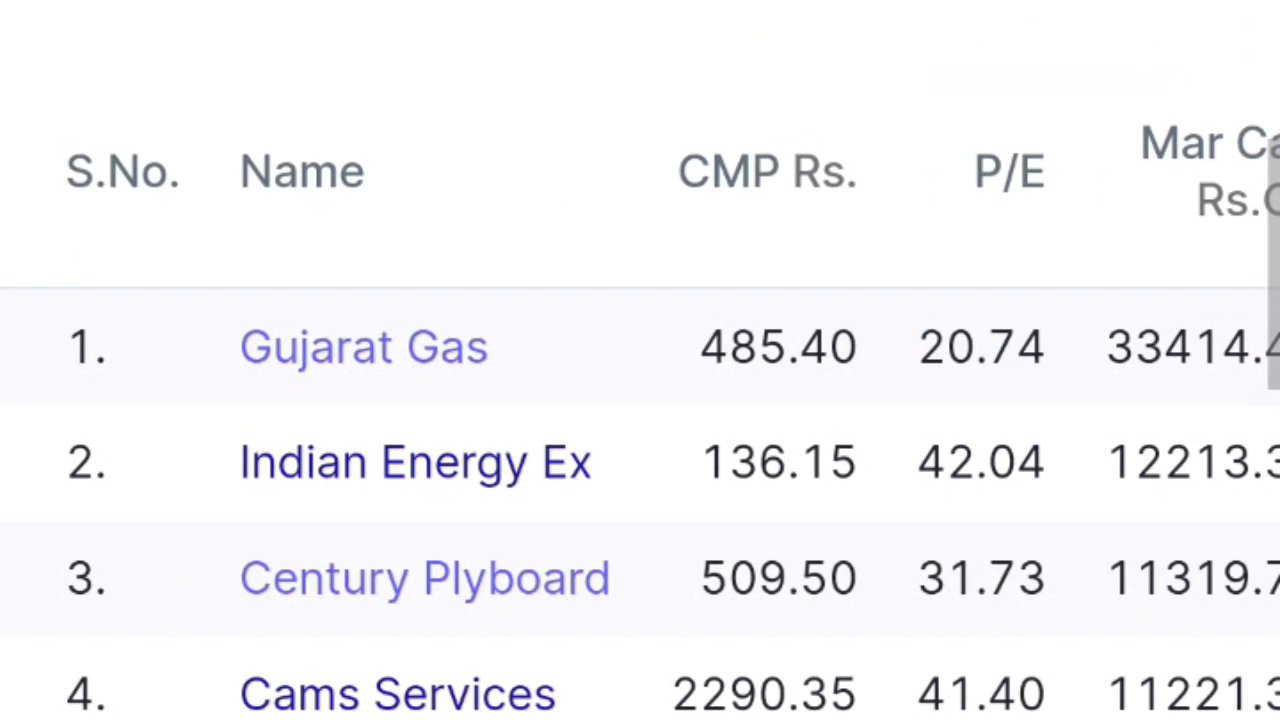 S.No. Name CMP Rs. P/E Mar Ca
Rs.C
1. Gujarat Gas 485.40 20.74 33414.4
2. Indian Energy Ex 136.15 42.04 12213.3
3. Century Plyboard 509.50 31.73 11319.7
4. Cams Services 2290.35 41.40 11221.3